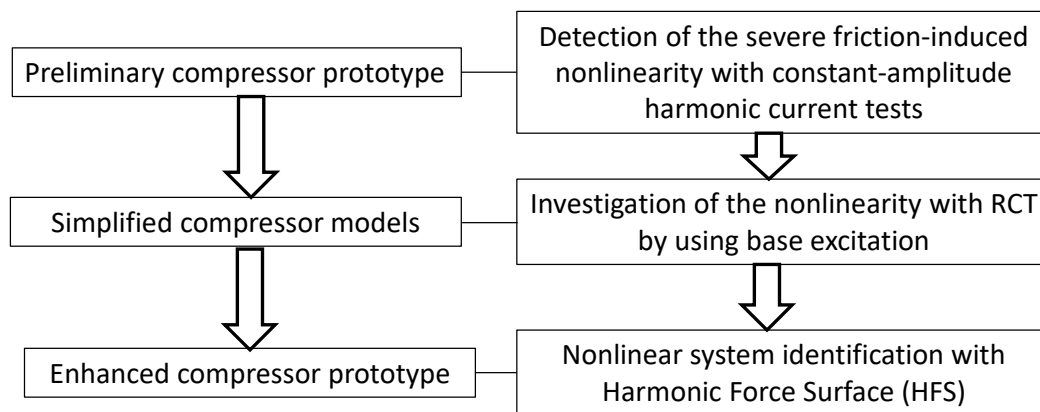 Preliminary compressor prototype
Detection of the severe friction-induced
nonlinearity with constant-amplitude
harmonic current tests
Simplified compressor models
Investigation of the nonlinearity with RCT
by using base excitation
Enhanced compressor prototype
Nonlinear system identification with
Harmonic Force Surface (HFS)